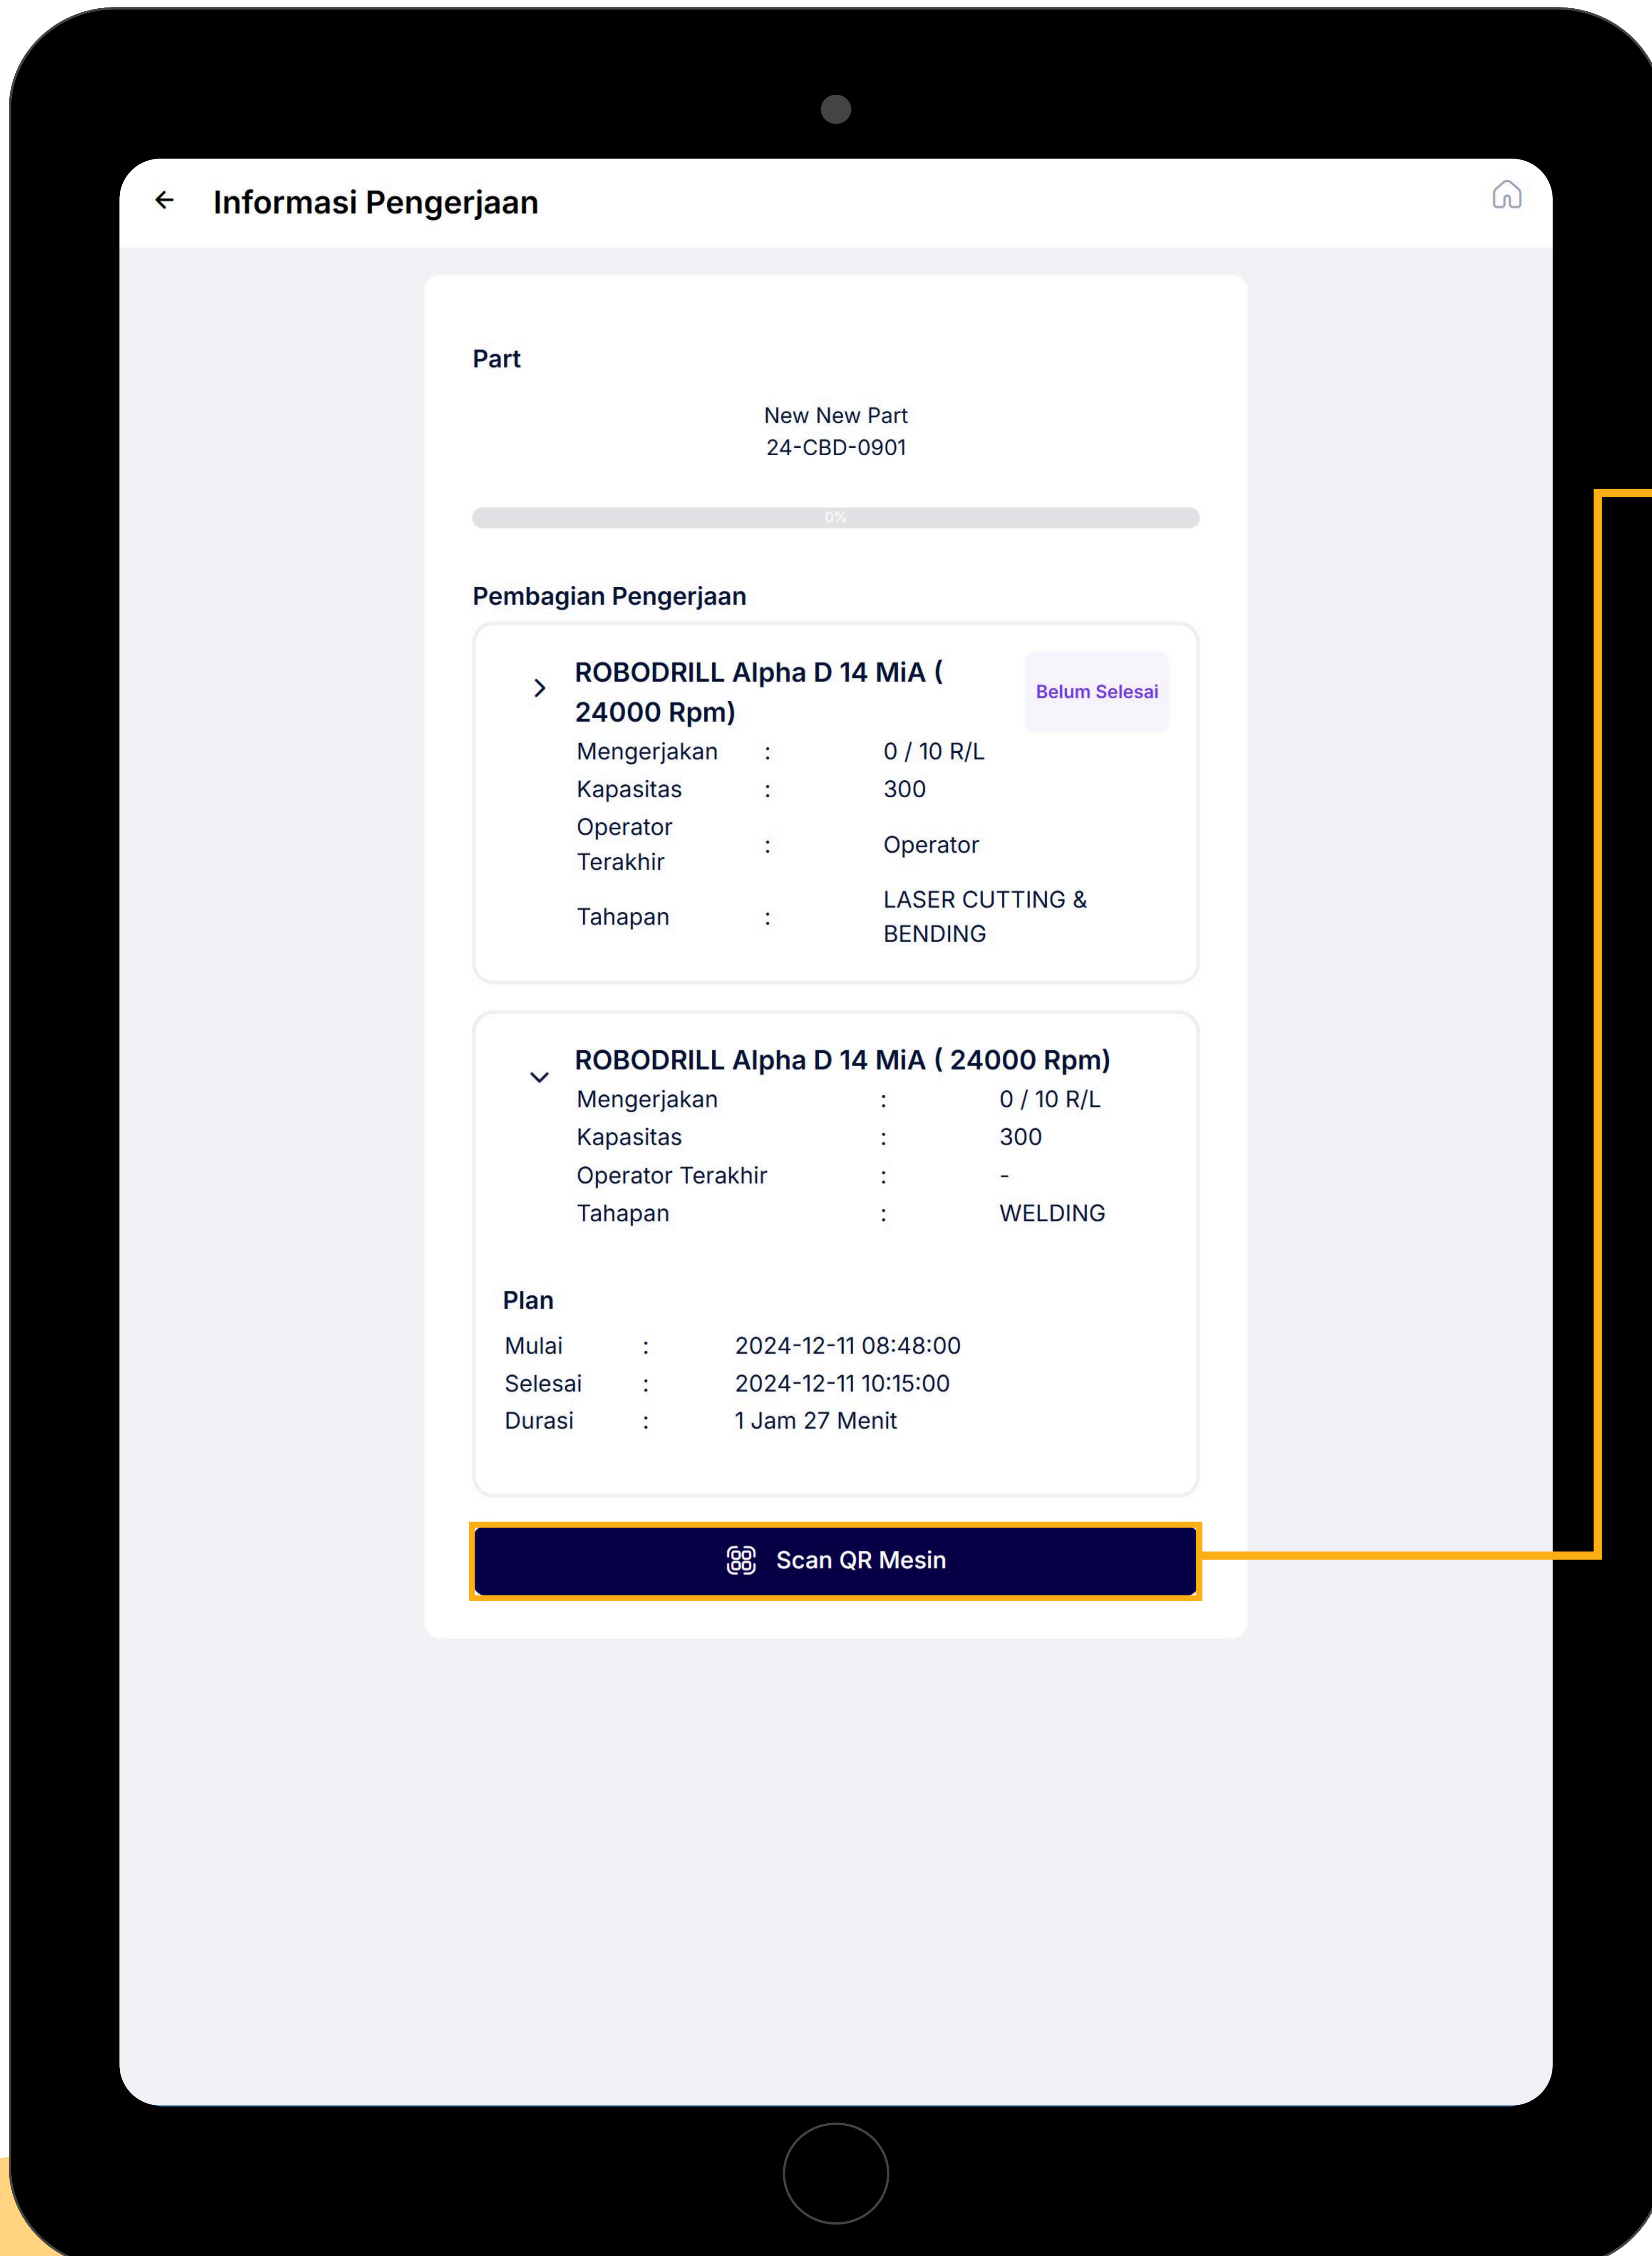 Informasi Pengerjaan
Part
New New Part
24-CBD-0901
0%
Pembagian Pengerjaan
ROBODRILL Alpha D 14 MiA (
24000 Rpm)
Belum Selesai
Mengerjakan : 0 / 10 R/L
Kapasitas : 300
Operator
Terakhir : Operator
Tahapan : LASER CUTTING &
BENDING
ROBODRILL Alpha D 14 MiA ( 24000 Rpm)
Mengerjakan : 0 / 10 R/L
Kapasitas : 300
Operator Terakhir : -
Tahapan : WELDING
Plan
Mulai : 2024-12-11 08:48:00
Selesai : 2024-12-11 10:15:00
Durasi : 1 Jam 27 Menit
Scan QR Mesin